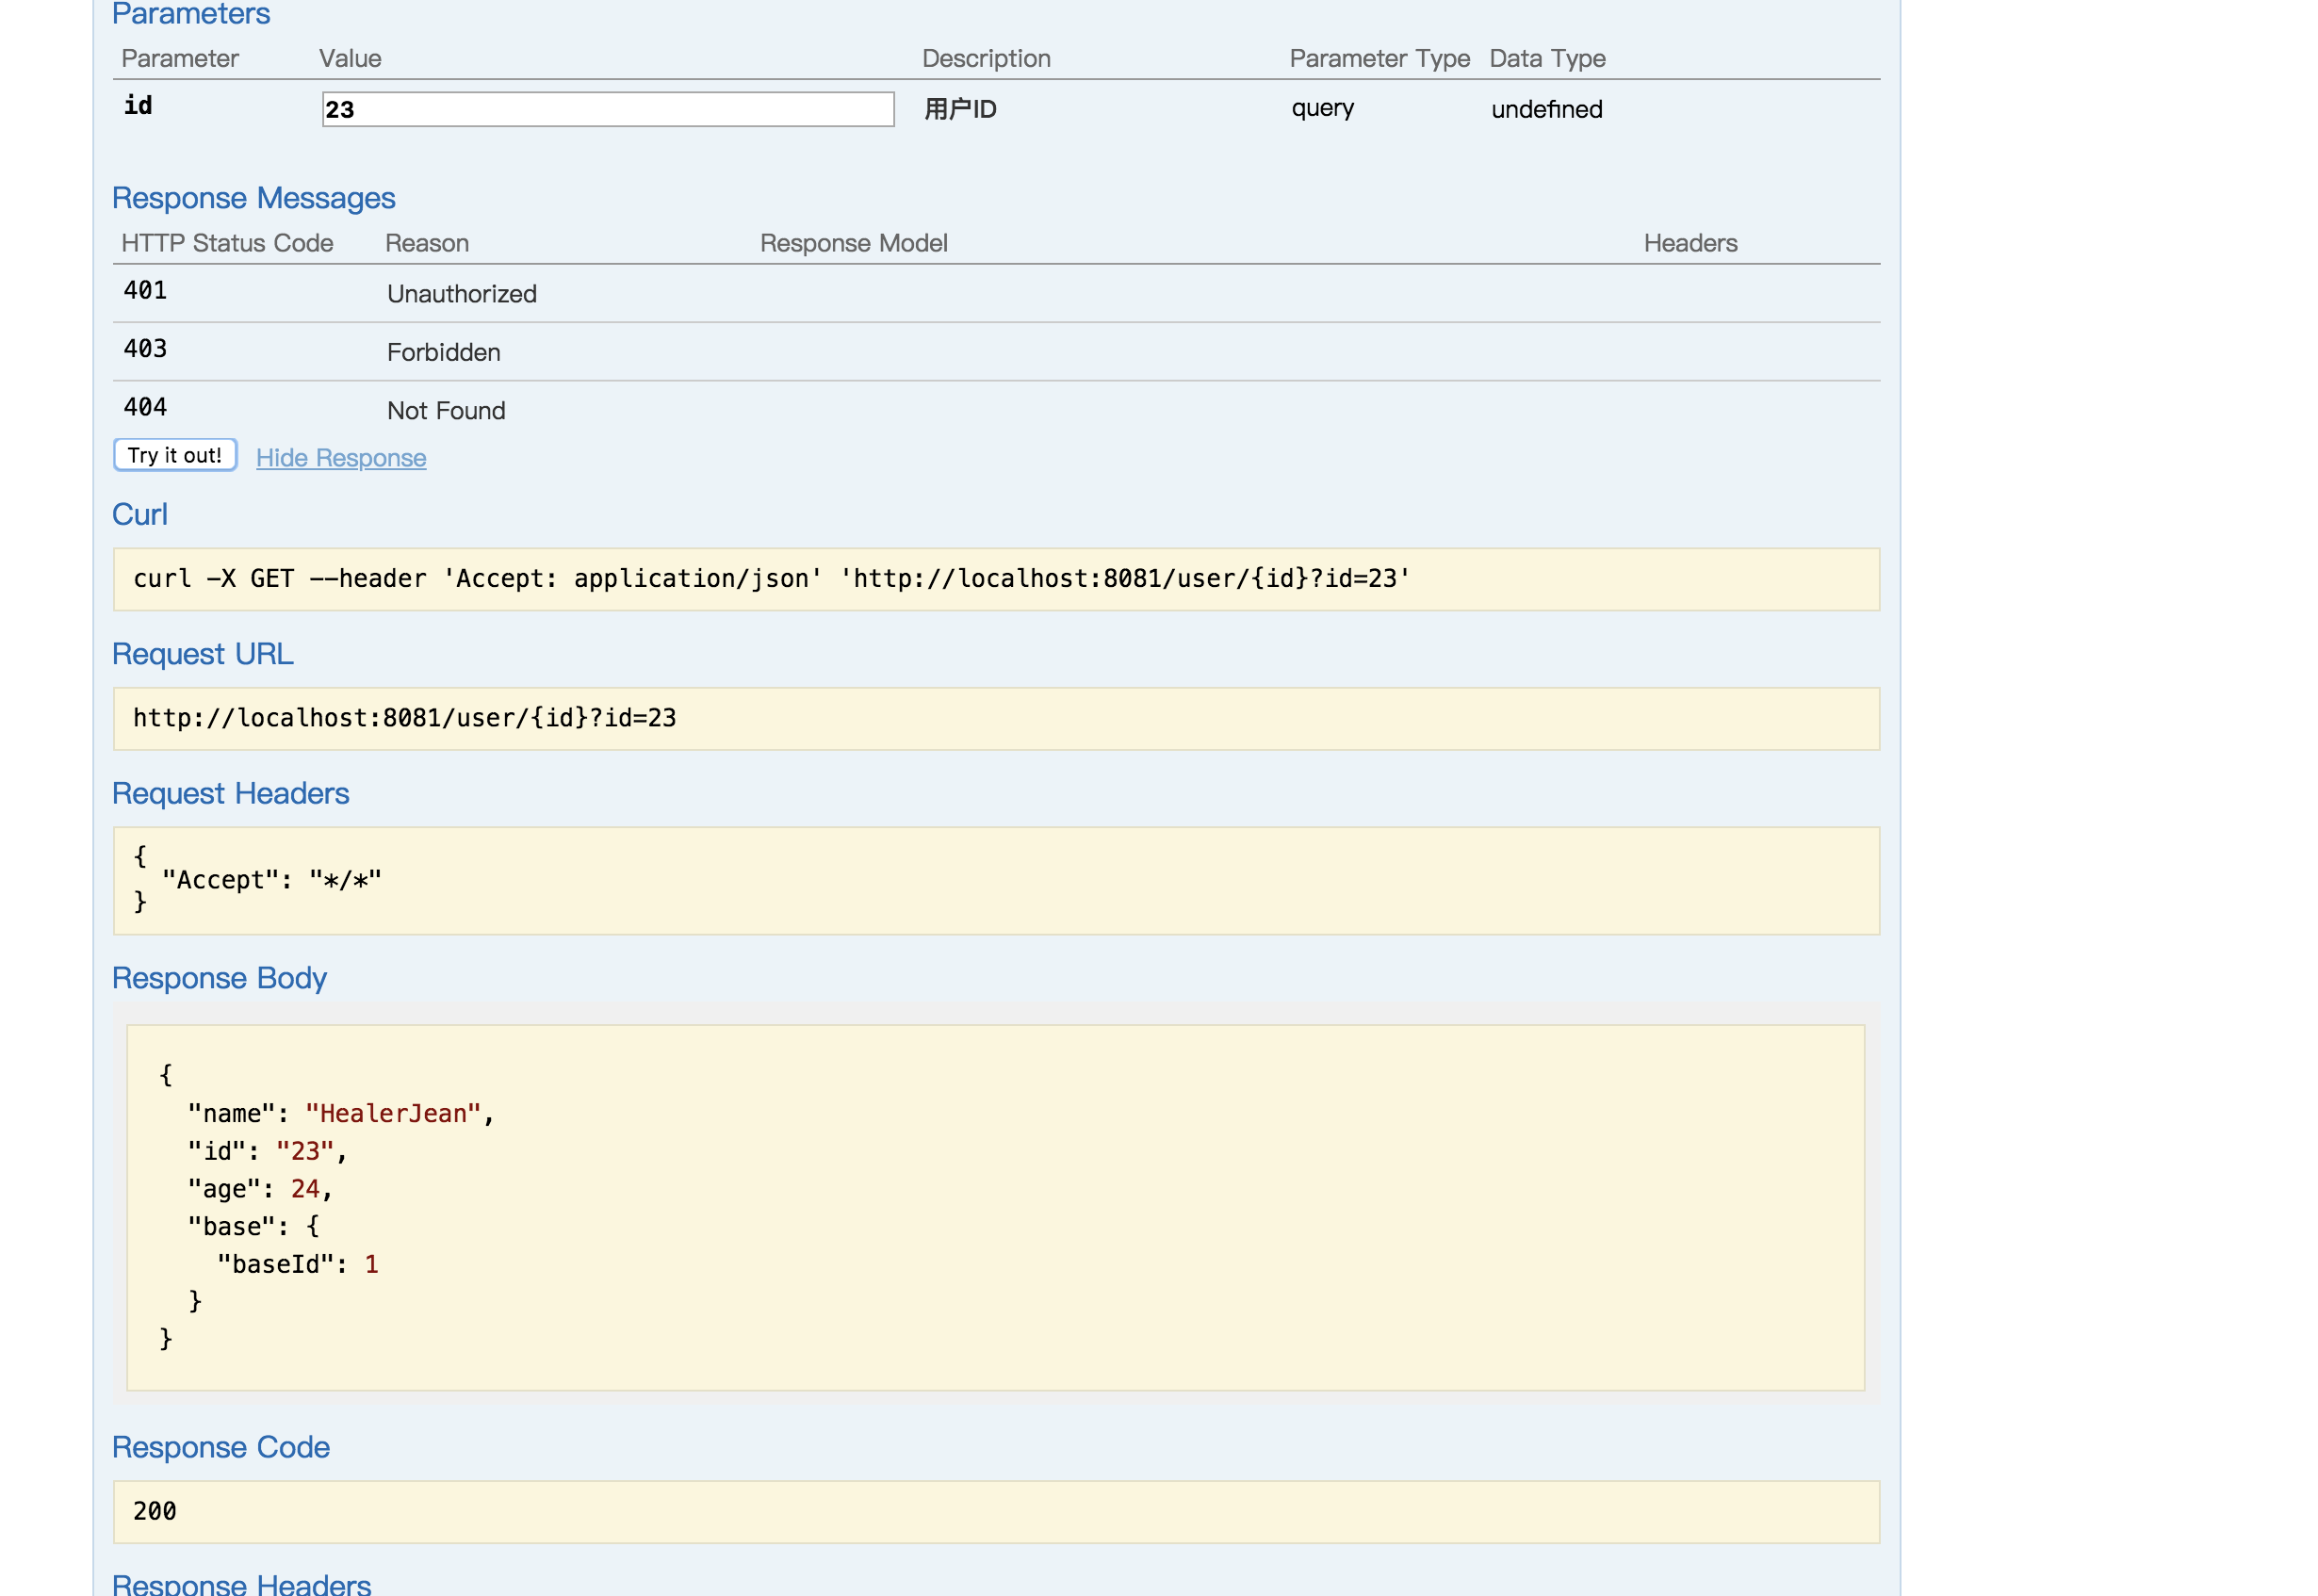 Parameters
Parameter Value Description Parameter Type Data Type
id 23 用户ID query undefined
Response Messages
HTTP Status Code Reason Response Model Headers
401 Unauthorized
403 Forbidden
404 Not Found
Try it out! Hide Response
Curl
curl -X GET --header 'Accept: application/json' 'http://localhost:8081/user/{id}?id=23'
Request URL
http://localhost:8081/user/{id}?id=23
Request Headers
{
"Accept": "*/*"
}
Response Body
{
"name": "HealerJean",
"id": "23",
"age": 24,
"base": {
"baseId": 1
}
}
Response Code
200
Response Headers